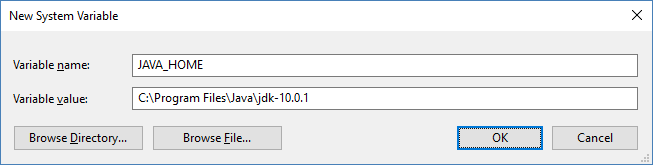 New System Variable
Variable name: JAVA_HOME
Variable value: C:\Program Files\Java\jdk-10.0.1
Browse Directory... Browse File... OK Cancel